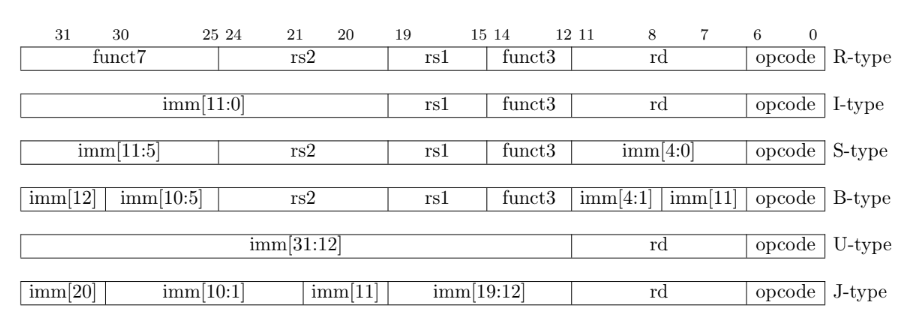 31 30 25 24 21 20 19 15 14 12 11 8 7 6 0
funct7 rs2 rs1 funct3 rd opcode R-type
imm[11:0] rs1 funct3 rd opcode I-type
imm[11:5] rs2 rs1 funct3 imm[4:0] opcode S-type
imm[12] imm[10:5] rs2 rs1 funct3 imm[4:1] imm[11] opcode B-type
imm[31:12] rd opcode U-type
imm[20] imm[10:1] imm[11] imm[19:12] rd opcode J-type